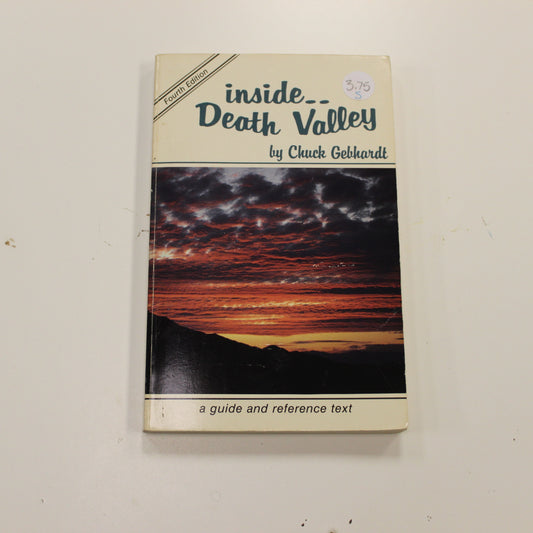 Fourth Edition
inside--
Death Valley
3.75
S
by Chuck Gebhardt
a guide and reference text